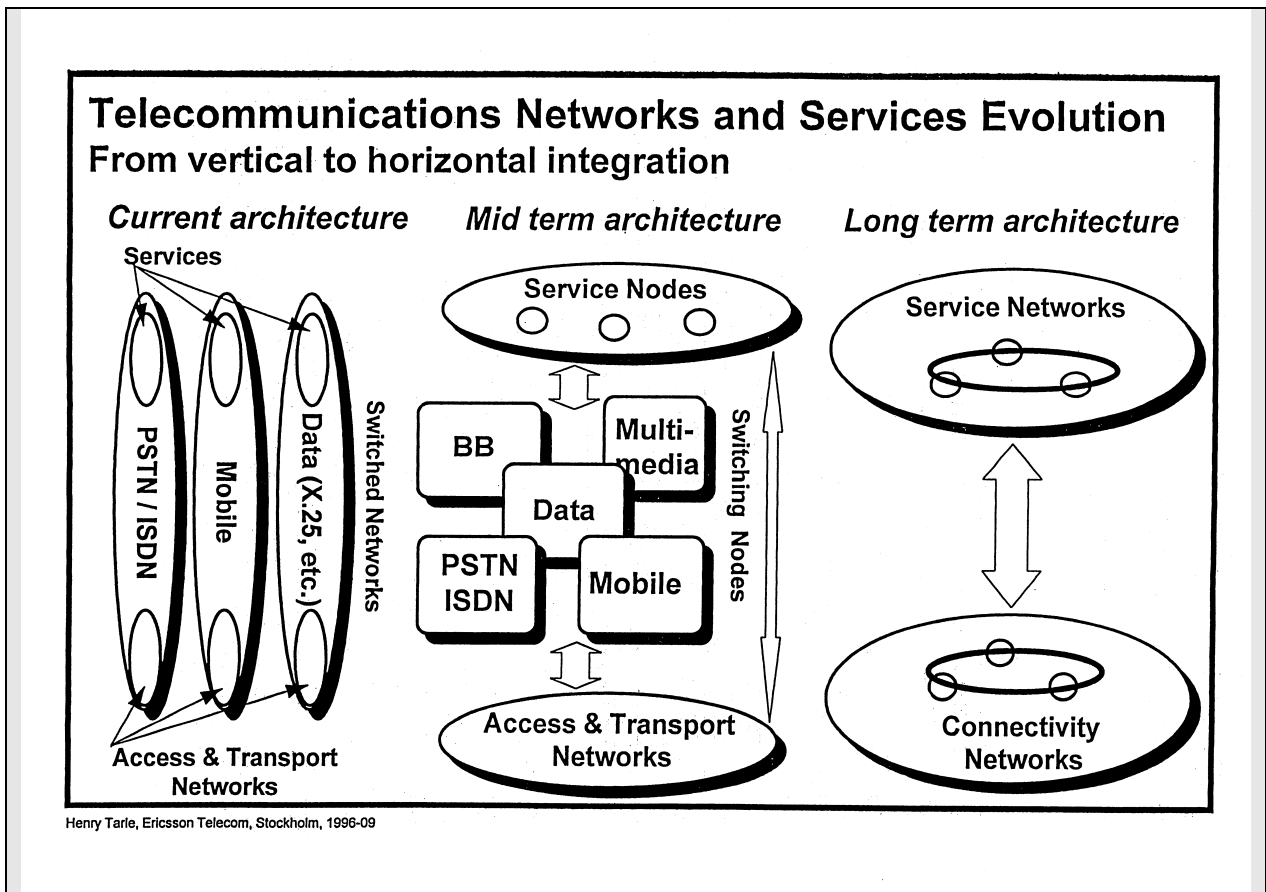 Telecommunications Networks and Services Evolution
From vertical to horizontal integration
Current architecture
Services
PSTN / ISDN
Mobile
Data (X.25, etc.)
Switched Networks
Access & Transport
Networks
Mid term architecture
Service Nodes
BB
Multi-
media
Data
PSTN
ISDN
Mobile
Switching Nodes
Access & Transport
Networks
Long term architecture
Service Networks
Connectivity
Networks
Henry Tarle, Ericsson Telecom, Stockholm, 1996-09